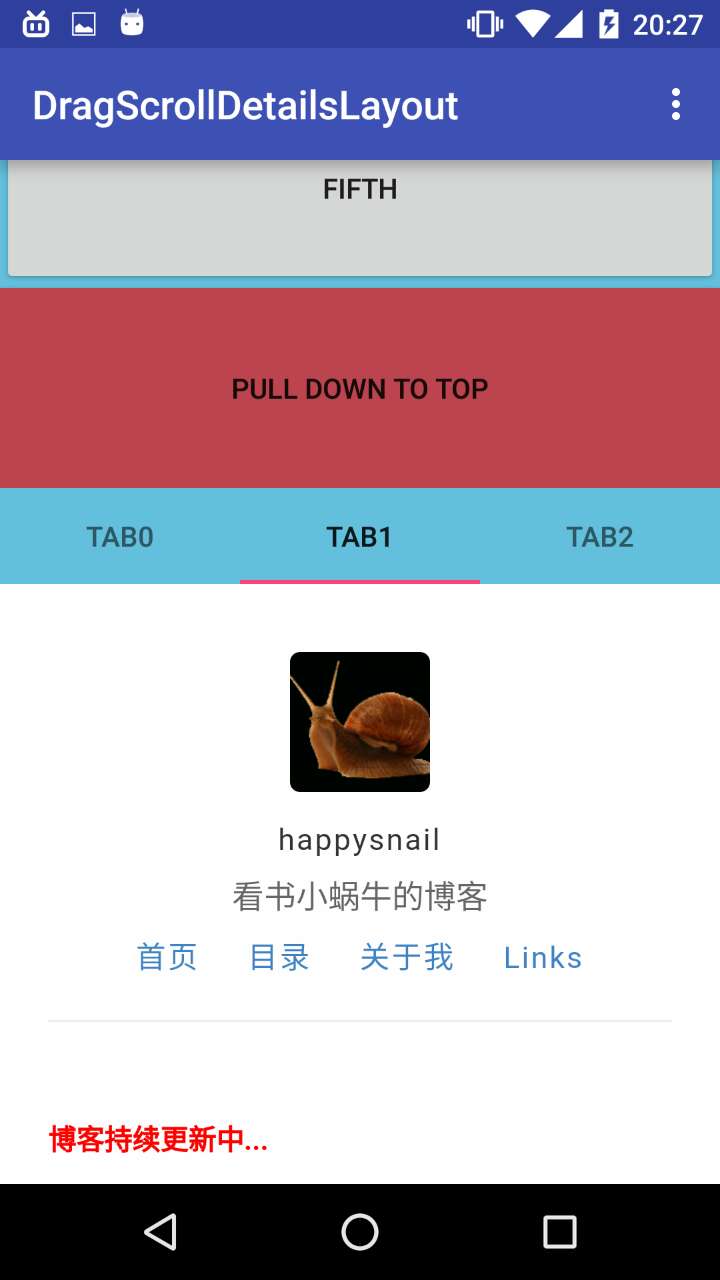 20:27
DragScrollDetailsLayout
FIFTH
PULL DOWN TO TOP
TAB0 TAB1 TAB2
happysnail
看书小蜗牛的博客
首页 目录 关于我 Links
博客持续更新中...